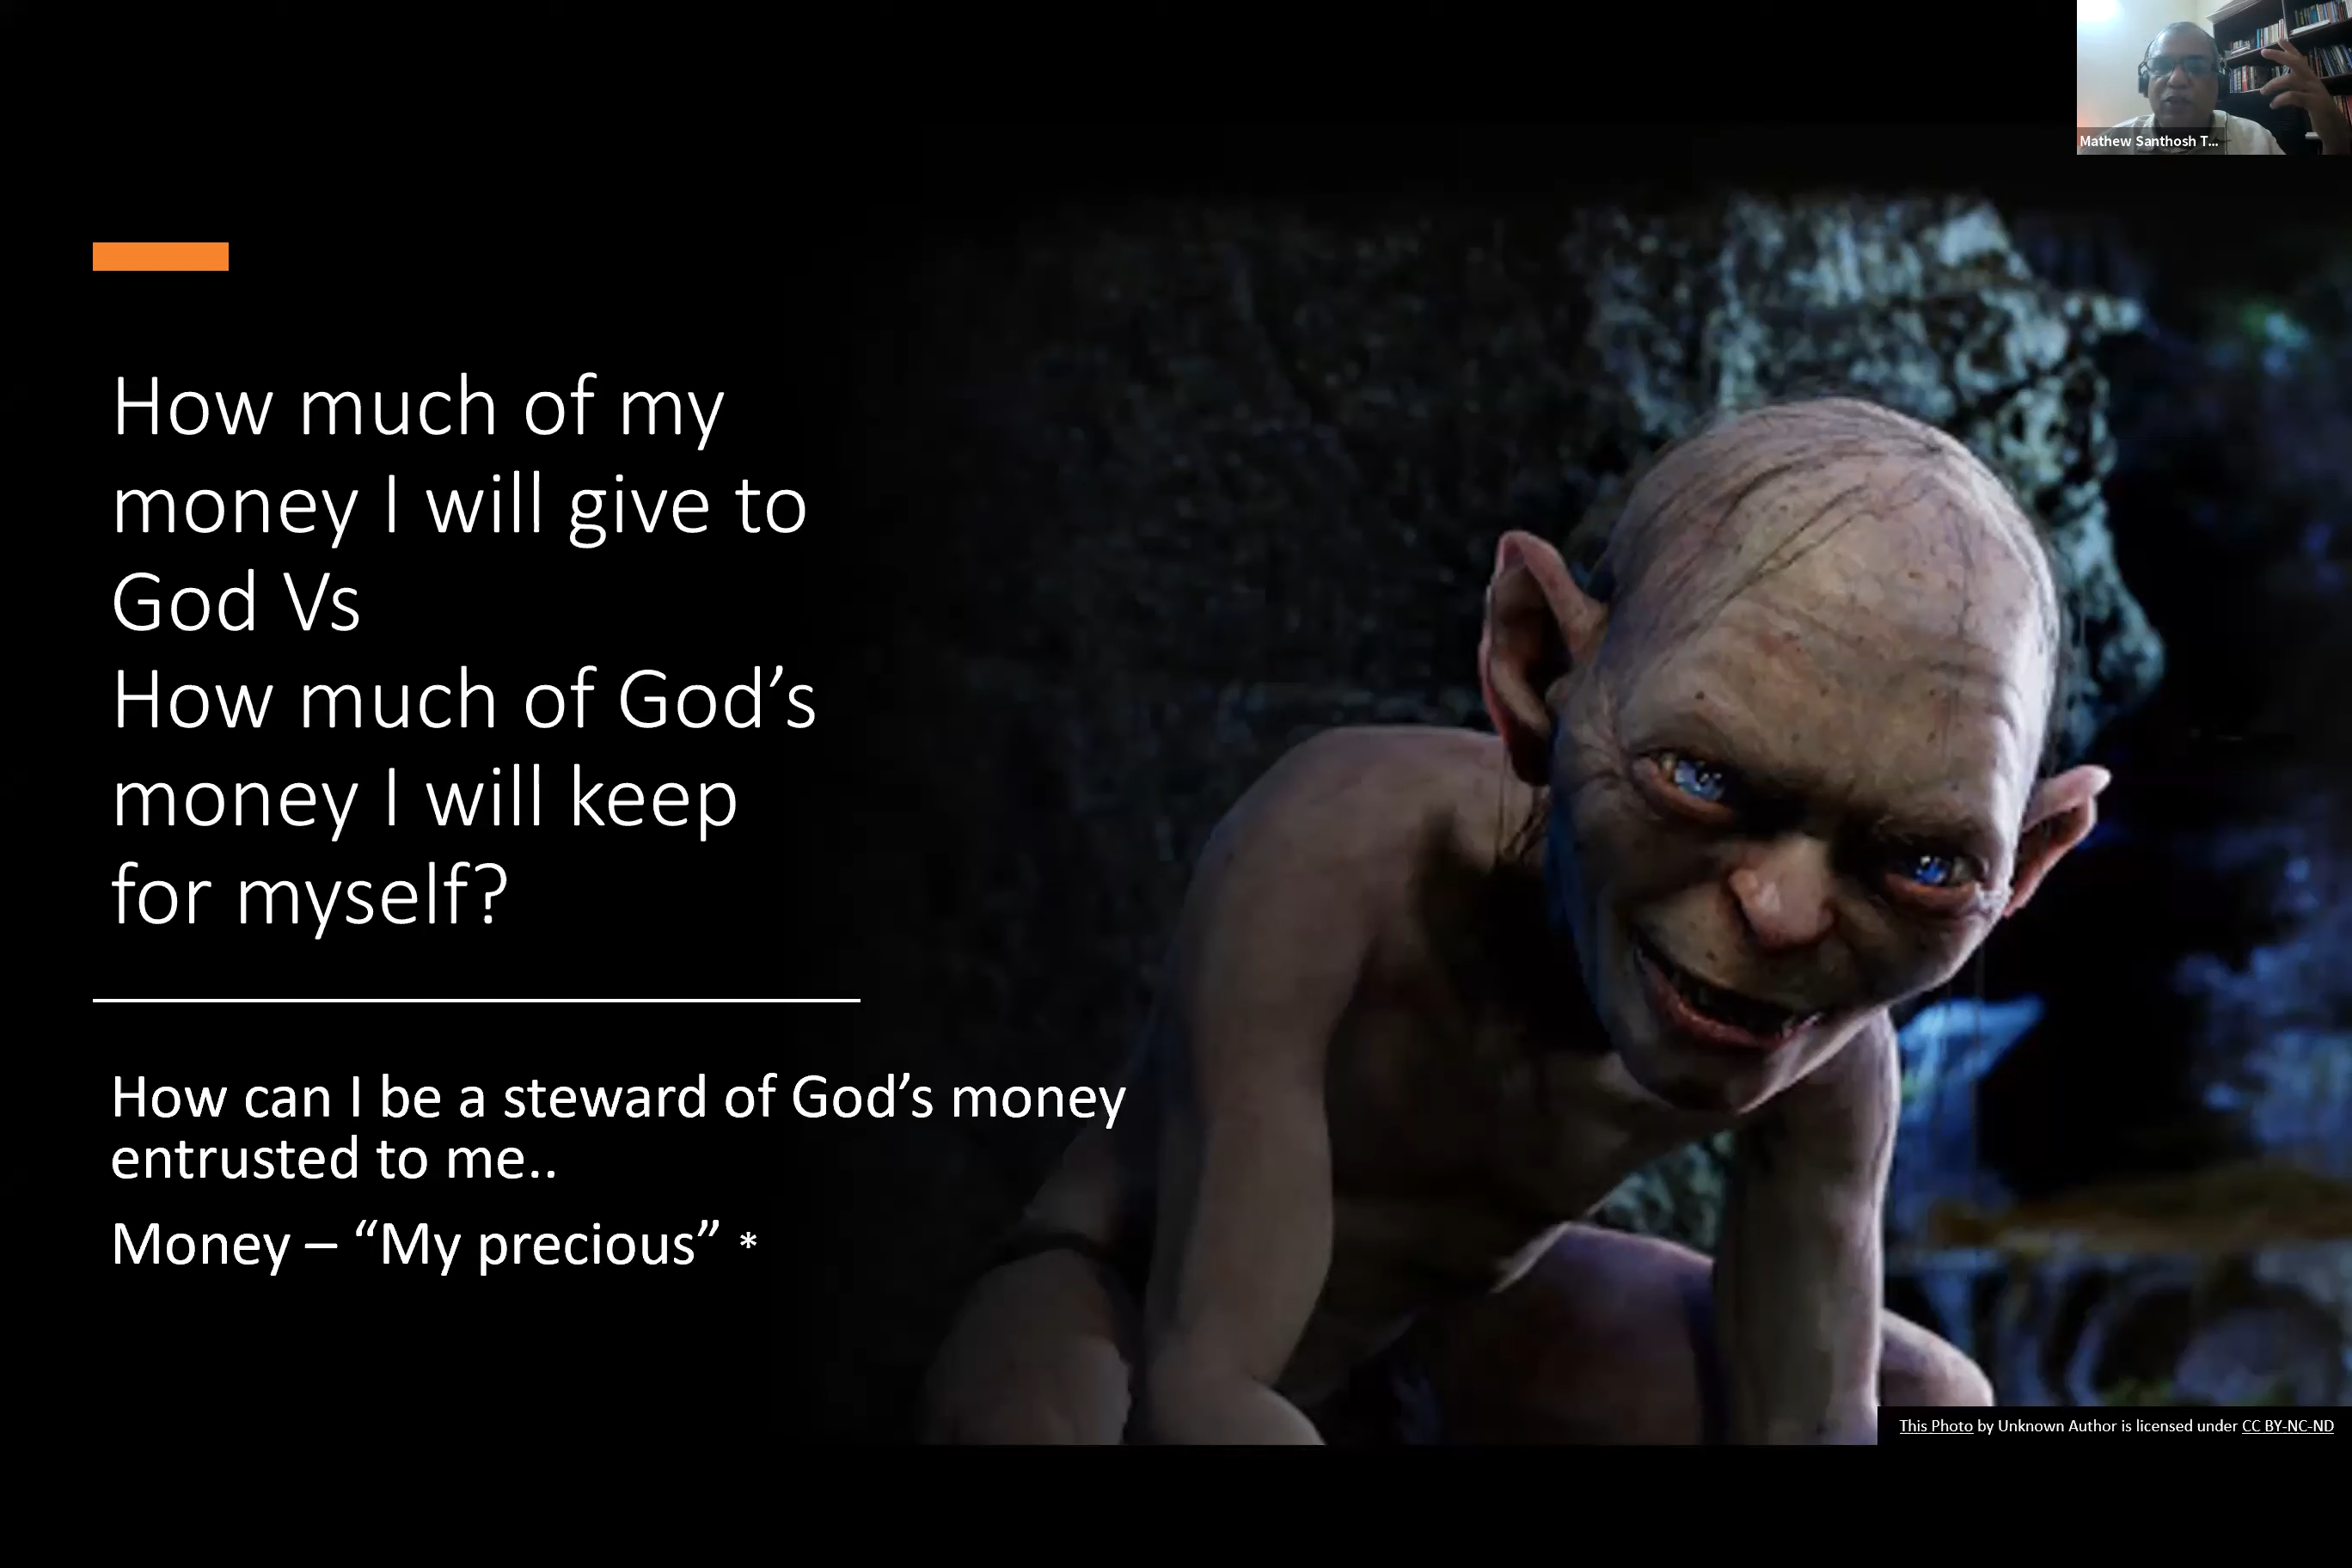 Mathew Santhosh T...
How much of my
money I will give to
God Vs
How much of God’s
money I will keep
for myself?
How can I be a steward of God’s money
entrusted to me..
Money – “My precious” *
This Photo by Unknown Author is licensed under CC BY-NC-ND